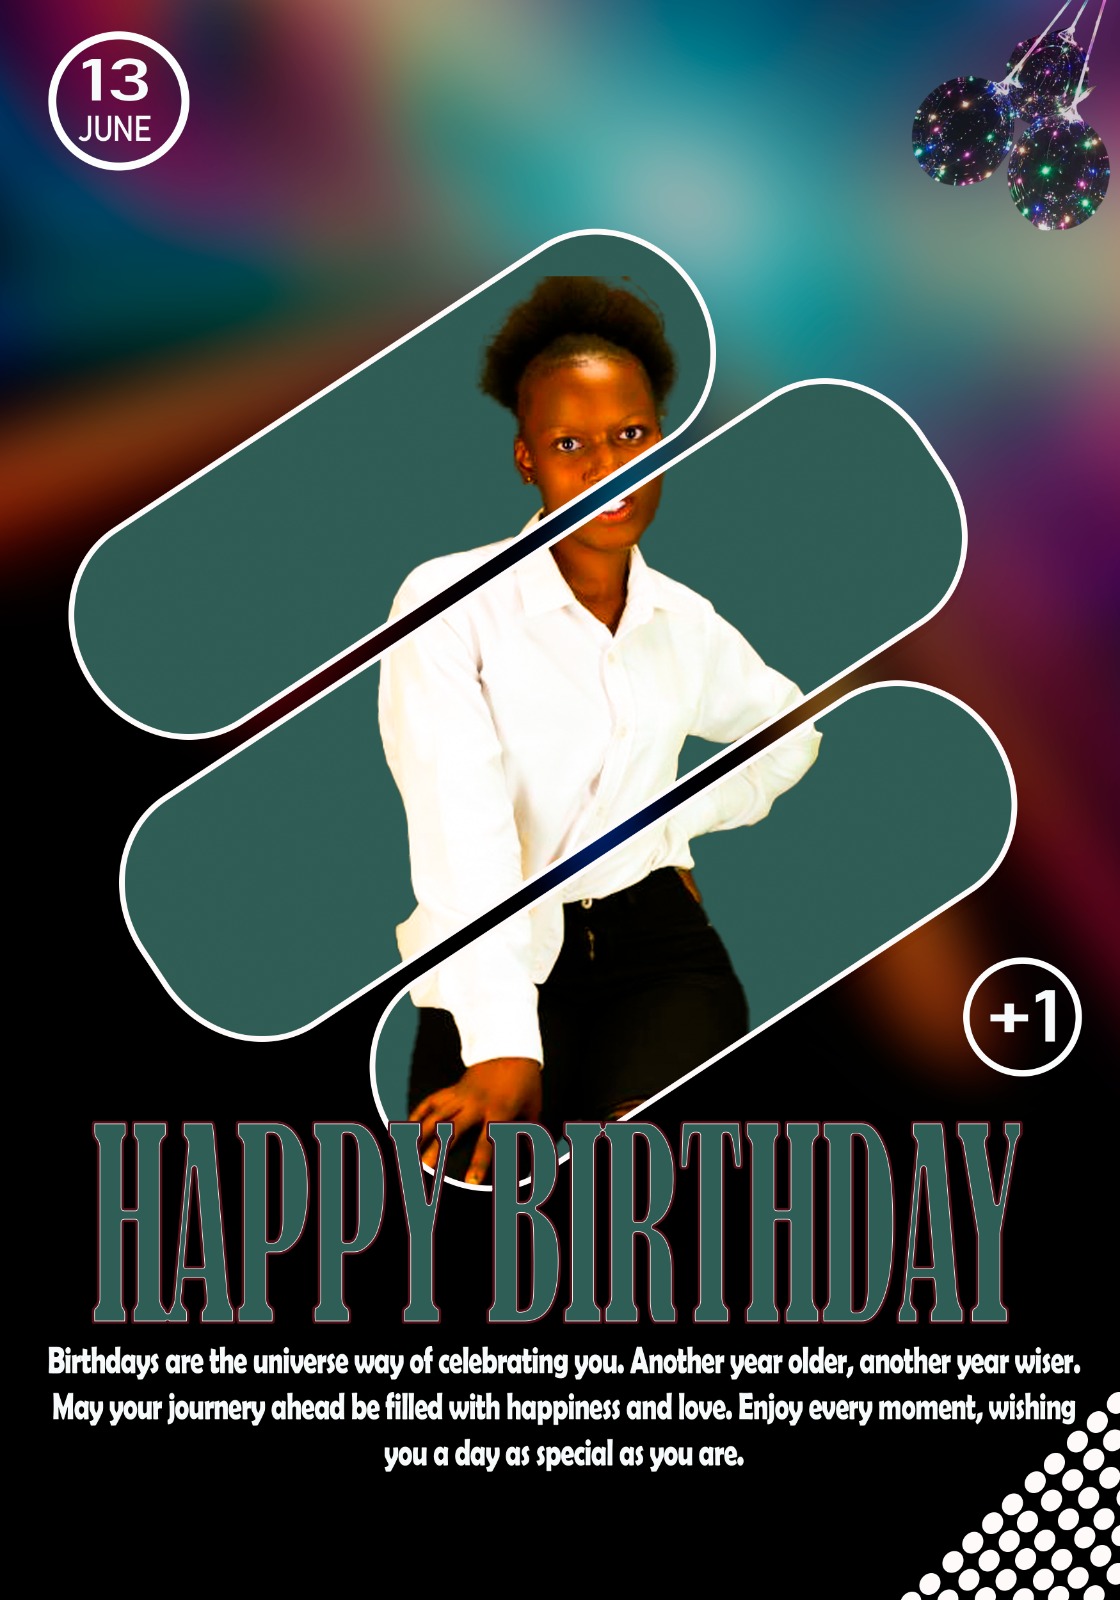 13
JUNE
+1
HAPPY BIRTHDAY
Birthdays are the universe way of celebrating you. Another year older, another year wiser.
May your journery ahead be filled with happiness and love. Enjoy every moment, wishing
you a day as special as you are.